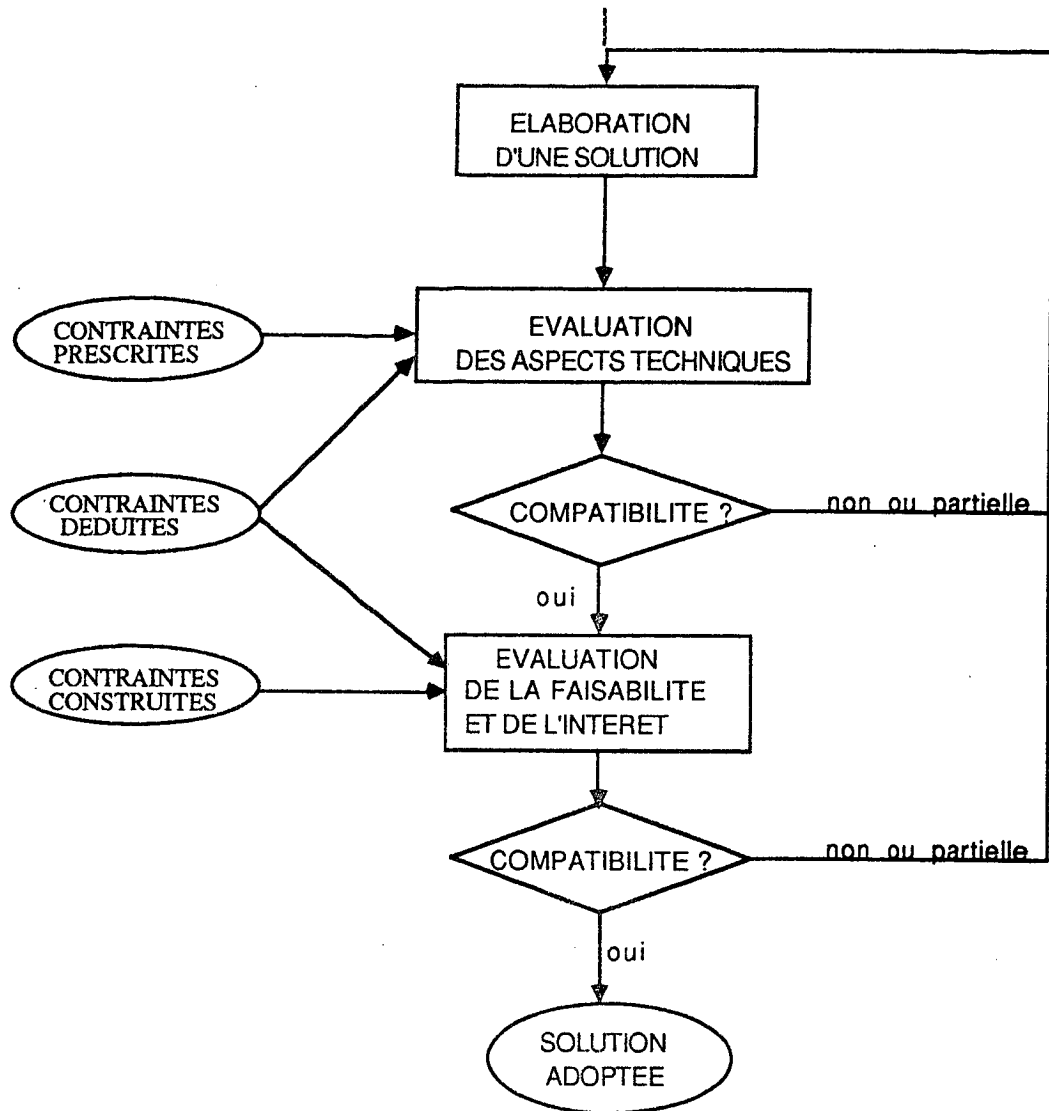 ELABORATION
D'UNE SOLUTION
CONTRAINTES
PRESCRITES
EVALUATION
DES ASPECTS TECHNIQUES
CONTRAINTES
DEDUITES
COMPATIBILITE ?
non ou partielle
oui
CONTRAINTES
CONSTRUITES
EVALUATION
DE LA FAISABILITE
ET DE L'INTERET
COMPATIBILITE ?
non ou partielle
oui
SOLUTION
ADOPTEE